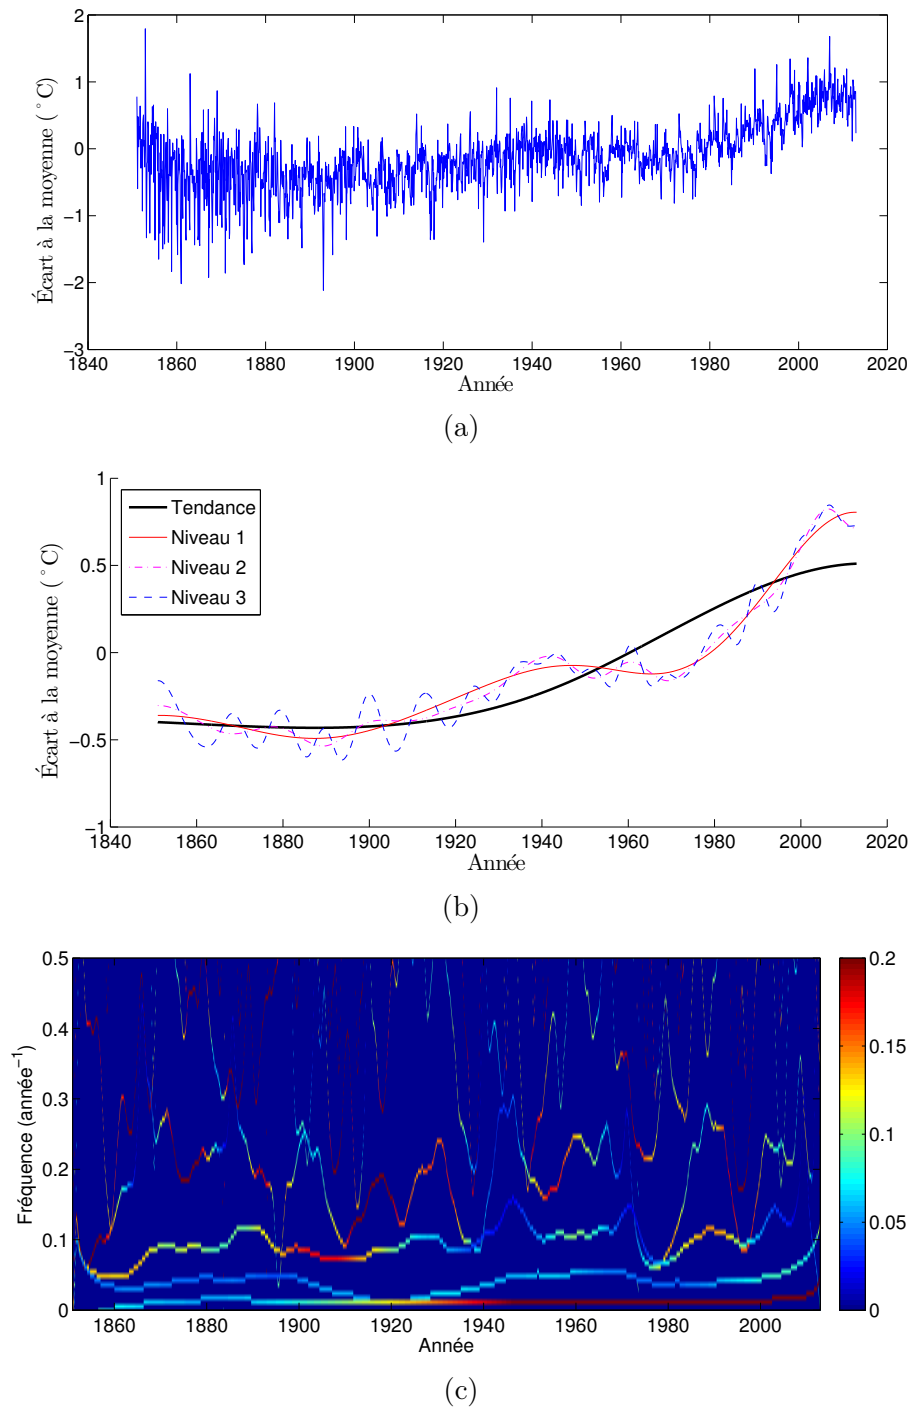 2
1
0
−1
−2
−3
Écart à la moyenne (°C)
1840 1860 1880 1900 1920 1940 1960 1980 2000 2020
Année
(a)
1
0.5
0
−0.5
−1
Écart à la moyenne (°C)
Tendance
Niveau 1
Niveau 2
Niveau 3
1840 1860 1880 1900 1920 1940 1960 1980 2000 2020
Année
(b)
0.5
0.4
0.3
0.2
0.1
0
Fréquence (année⁻¹)
1860 1880 1900 1920 1940 1960 1980 2000
Année
0.2
0.15
0.1
0.05
0
(c)